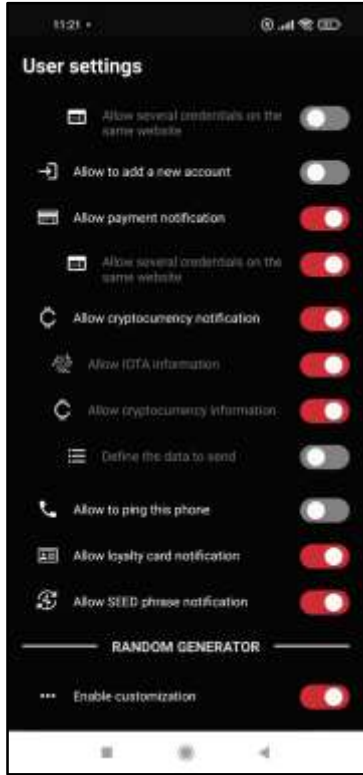 11:21
User settings
Allow several credentials on the
same website
Allow to add a new account
Allow payment notification
Allow several credentials on the
same website
Allow cryptocurrency notification
Allow IOTA information
Allow cryptocurrency information
Define the data to send
Allow to ping this phone
Allow loyalty card notification
Allow SEED phrase notification
RANDOM GENERATOR
Enable customization